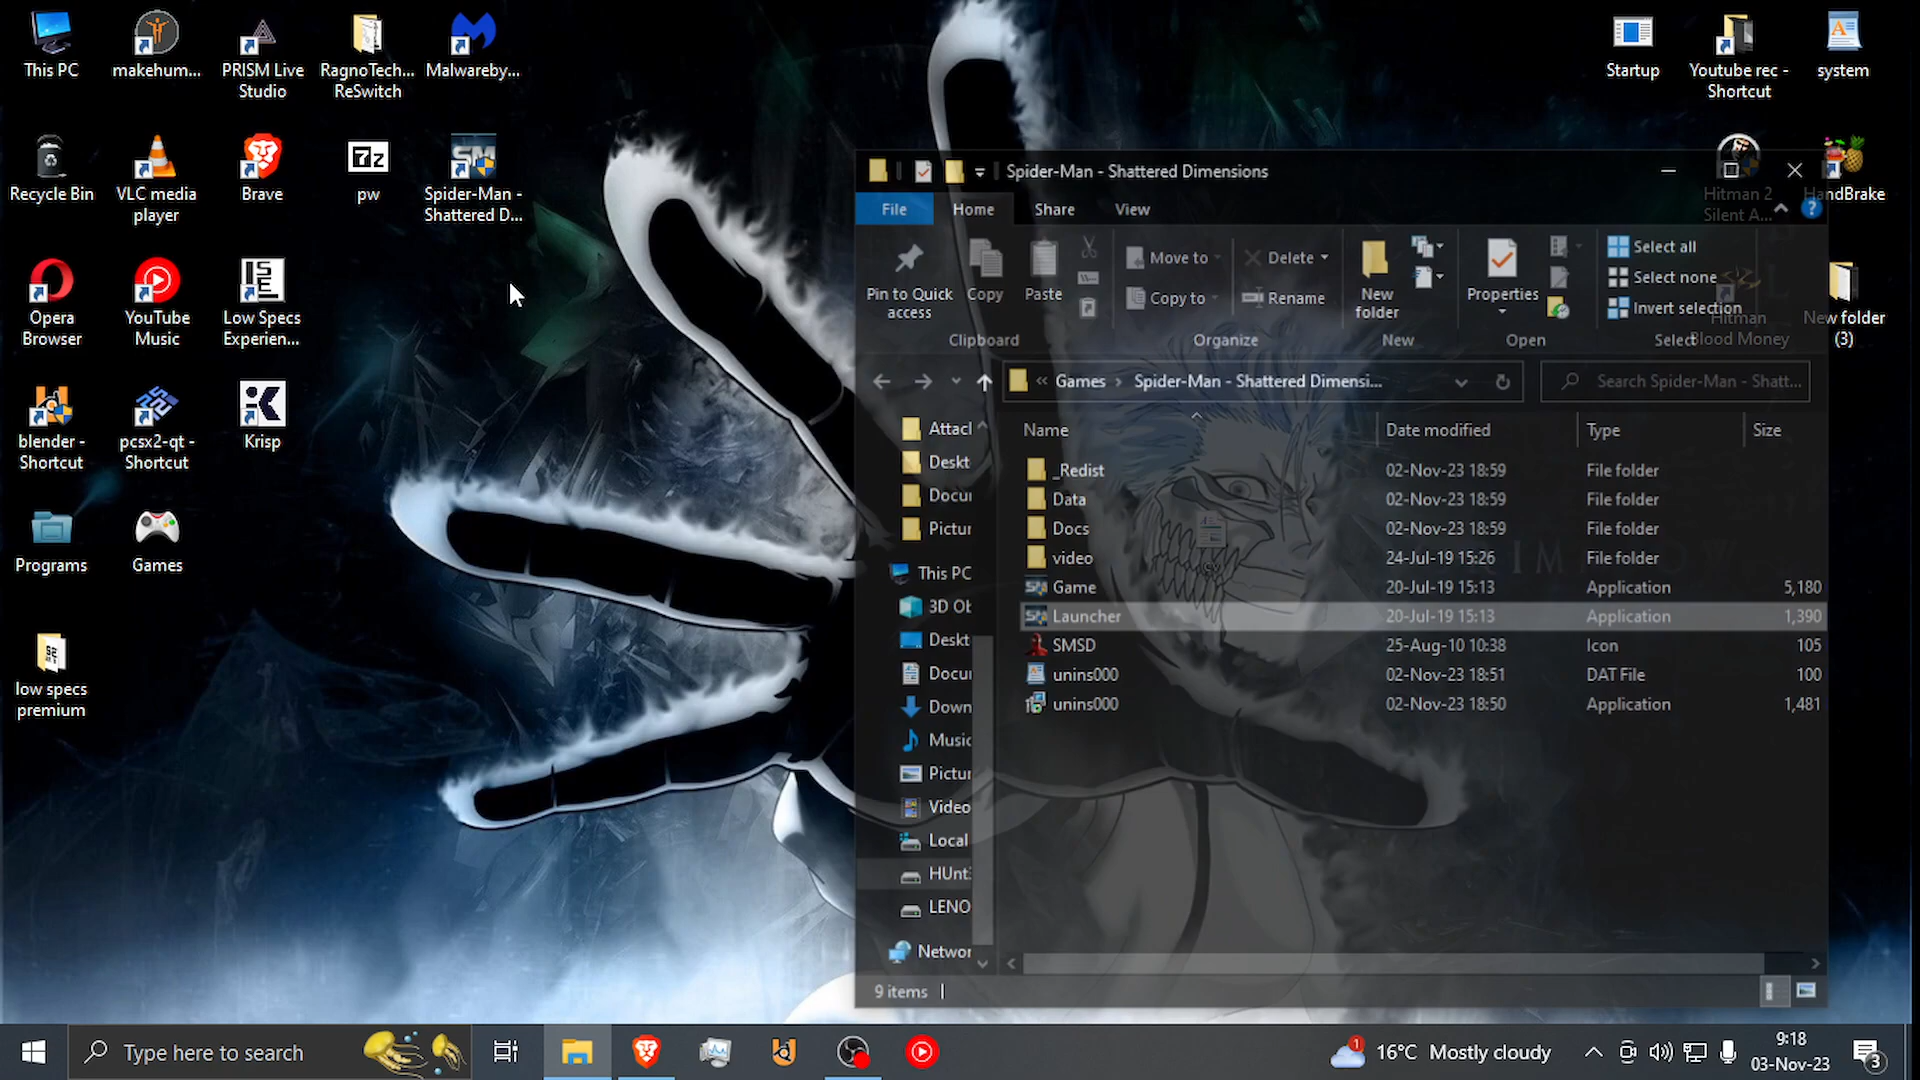 This PC
makehum...
PRISM Live
Studio
RagnoTech...
ReSwitch
Malwareby...
Startup
Youtube rec -
Shortcut
system
Recycle Bin
VLC media
player
Brave
7z
pw
SM
Spider-Man -
Shattered D...
Hitman 2
Silent A...
HandBrake
Opera
Browser
YouTube
Music
Low Specs
Experien...
Hitman
Blood Money
New folder
(3)
blender -
Shortcut
pcsx2-qt -
Shortcut
Krisp
Programs
Games
low specs
premium
Spider-Man - Shattered Dimensions
File
Home
Share
View
Pin to Quick
access
Copy
Paste
Clipboard
Move to
Copy to
Delete
Rename
Organize
New
folder
New
Properties
Open
Select all
Select none
Invert selection
Select
« Games › Spider-Man - Shattered Dimensi...
Search Spider-Man - Shatt...
Attacl
Deskt
Docur
Pictur
This PC
3D Ob
Deskt
Docur
Down
Music
Pictur
Video
Local
HUnt:
LENO
Networ
Name Date modified Type Size
_Redist 02-Nov-23 18:59 File folder
Data 02-Nov-23 18:59 File folder
Docs 02-Nov-23 18:59 File folder
video 24-Jul-19 15:26 File folder
Game 20-Jul-19 15:13 Application 5,180
Launcher 20-Jul-19 15:13 Application 1,390
SMSD 25-Aug-10 10:38 Icon 105
unins000 02-Nov-23 18:51 DAT File 100
unins000 02-Nov-23 18:50 Application 1,481
9 items
Type here to search
1
16°C Mostly cloudy
9:18
03-Nov-23
3